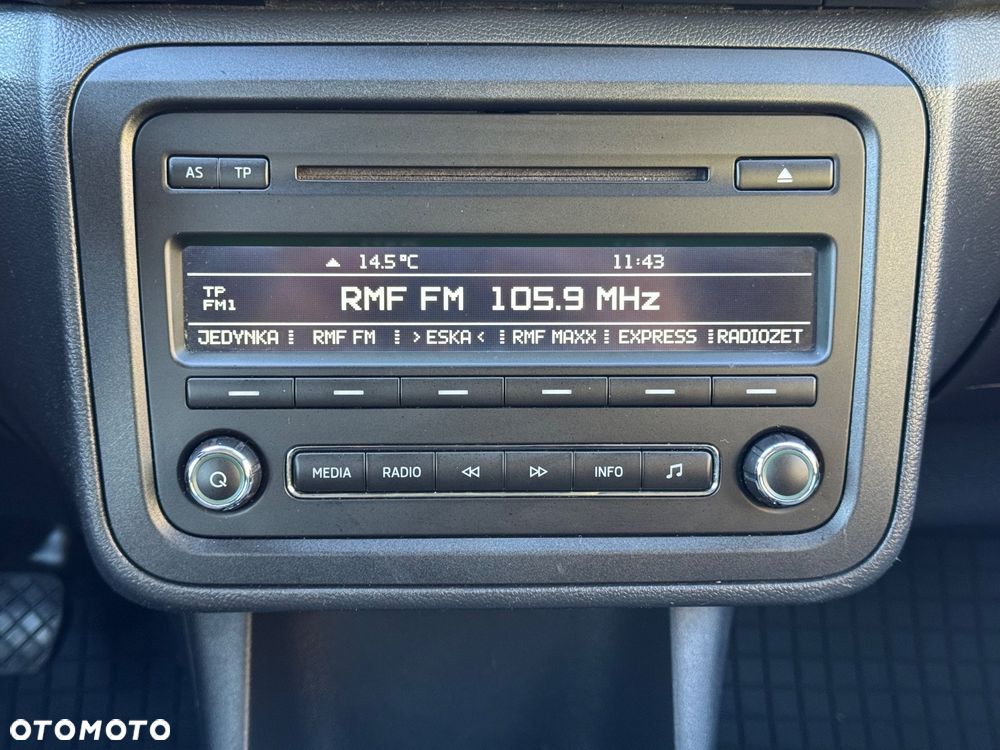 AS TP
14.5°C 11:43
TP
FM1
RMF FM 105.9 MHz
JEDYNKA RMF FM >ESKA< RMF MAXX EXPRESS RADIOZET
MEDIA RADIO INFO
OTOMOTO